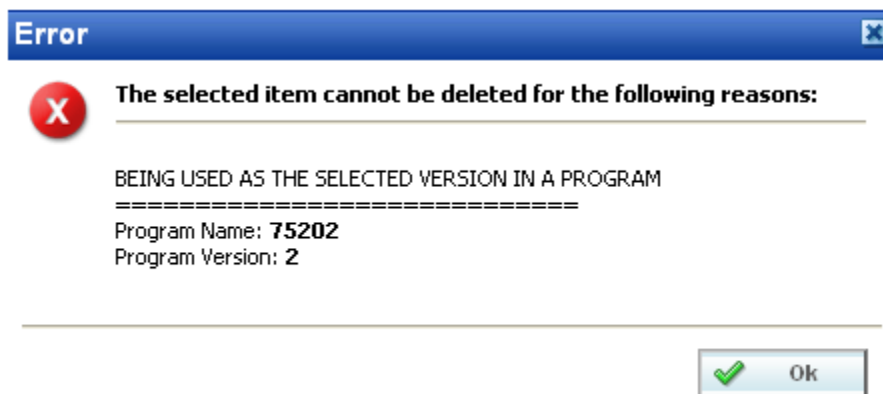 Error
The selected item cannot be deleted for the following reasons:
BEING USED AS THE SELECTED VERSION IN A PROGRAM
=============================
Program Name: 75202
Program Version: 2
Ok